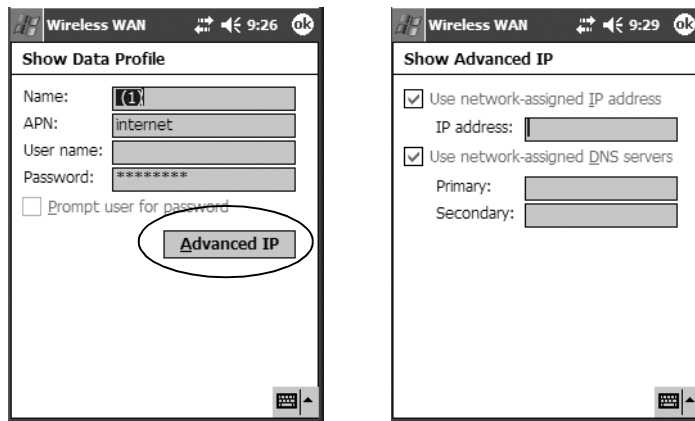 Wireless WAN 9:26 ok
Show Data Profile
Name: (1)
APN: internet
User name:
Password: ********
Prompt user for password
Advanced IP
Wireless WAN 9:29 ok
Show Advanced IP
Use network-assigned IP address
IP address:
Use network-assigned DNS servers
Primary:
Secondary: